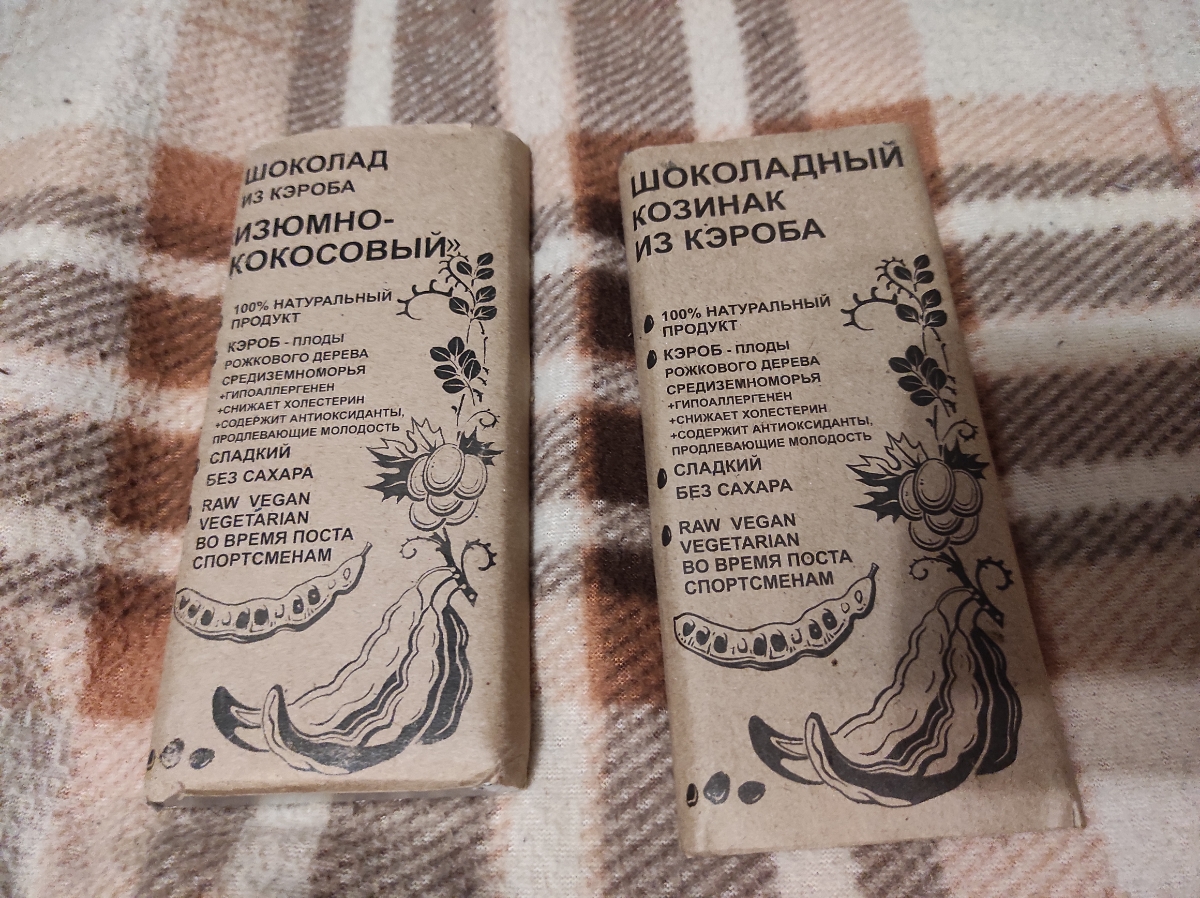 ШОКОЛАД
ИЗ КЭРОБА
ИЗЮМНО-
КОКОСОВЫЙ»
100% НАТУРАЛЬНЫЙ
ПРОДУКТ
КЭРОБ - ПЛОДЫ
РОЖКОВОГО ДЕРЕВА
СРЕДИЗЕМНОМОРЬЯ
+ГИПОАЛЛЕРГЕНЕН
+СНИЖАЕТ ХОЛЕСТЕРИН
+СОДЕРЖИТ АНТИОКСИДАНТЫ,
ПРОДЛЕВАЮЩИЕ МОЛОДОСТЬ
СЛАДКИЙ
БЕЗ САХАРА
RAW VEGAN
VEGETARIAN
ВО ВРЕМЯ ПОСТА
СПОРТСМЕНАМ
ШОКОЛАДНЫЙ
КОЗИНАК
ИЗ КЭРОБА
100% НАТУРАЛЬНЫЙ
ПРОДУКТ
КЭРОБ - ПЛОДЫ
РОЖКОВОГО ДЕРЕВА
СРЕДИЗЕМНОМОРЬЯ
+ГИПОАЛЛЕРГЕНЕН
+СНИЖАЕТ ХОЛЕСТЕРИН
+СОДЕРЖИТ АНТИОКСИДАНТЫ,
ПРОДЛЕВАЮЩИЕ МОЛОДОСТЬ
СЛАДКИЙ
БЕЗ САХАРА
RAW VEGAN
VEGETARIAN
ВО ВРЕМЯ ПОСТА
СПОРТСМЕНАМ